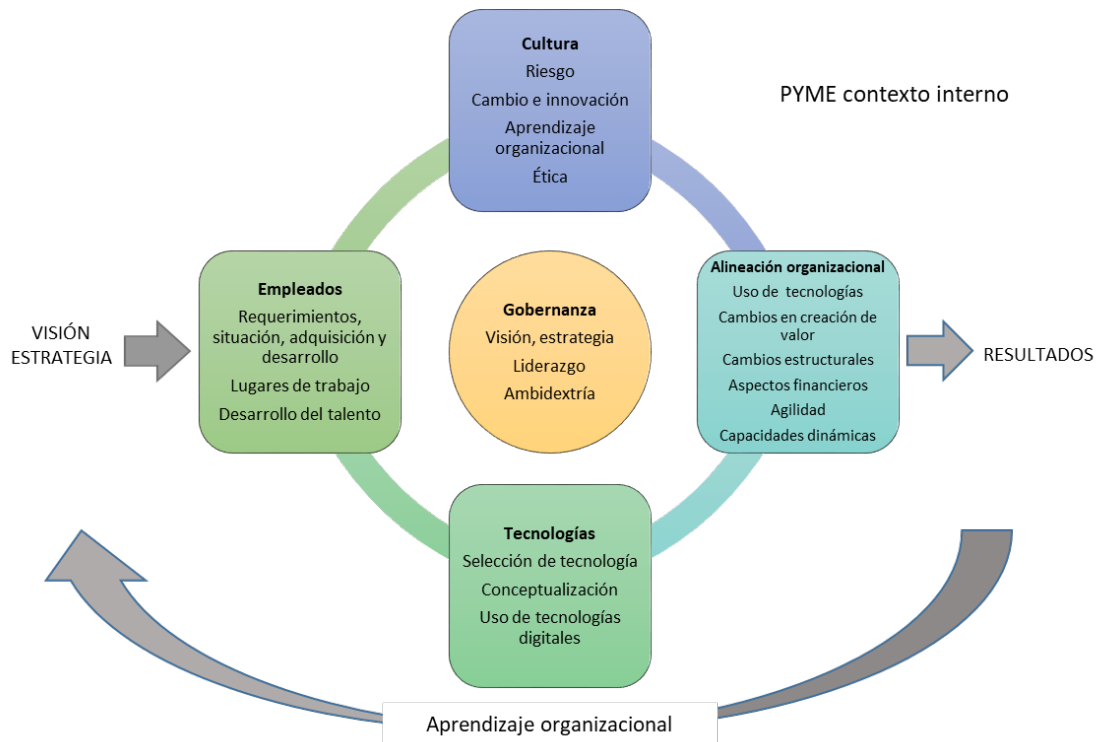 Cultura
Riesgo
Cambio e innovación
Aprendizaje
organizacional
Ética
PYME contexto interno
VISIÓN
ESTRATEGIA
Empleados
Requerimientos,
situación, adquisición y
desarrollo
Lugares de trabajo
Desarrollo del talento
Gobernanza
Visión, estrategia
Liderazgo
Ambidextría
Alineación organizacional
Uso de tecnologías
Cambios en creación de
valor
Cambios estructurales
Aspectos financieros
Agilidad
Capacidades dinámicas
RESULTADOS
Tecnologías
Selección de tecnología
Conceptualización
Uso de tecnologías
digitales
Aprendizaje organizacional